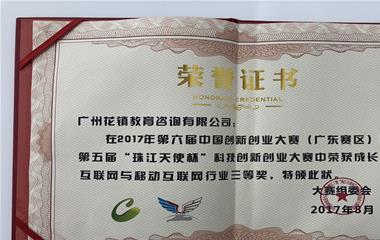 荣誉证书
HONORARY CREDENTIAL
广州花镇教育咨询有限公司：
在2017年第六届中国创新创业大赛（广东赛区）
第五届“珠江天使杯”科技创新创业大赛中荣获成长
互联网与移动互联网行业三等奖，特颁此状。
大赛组委会
2017年8月